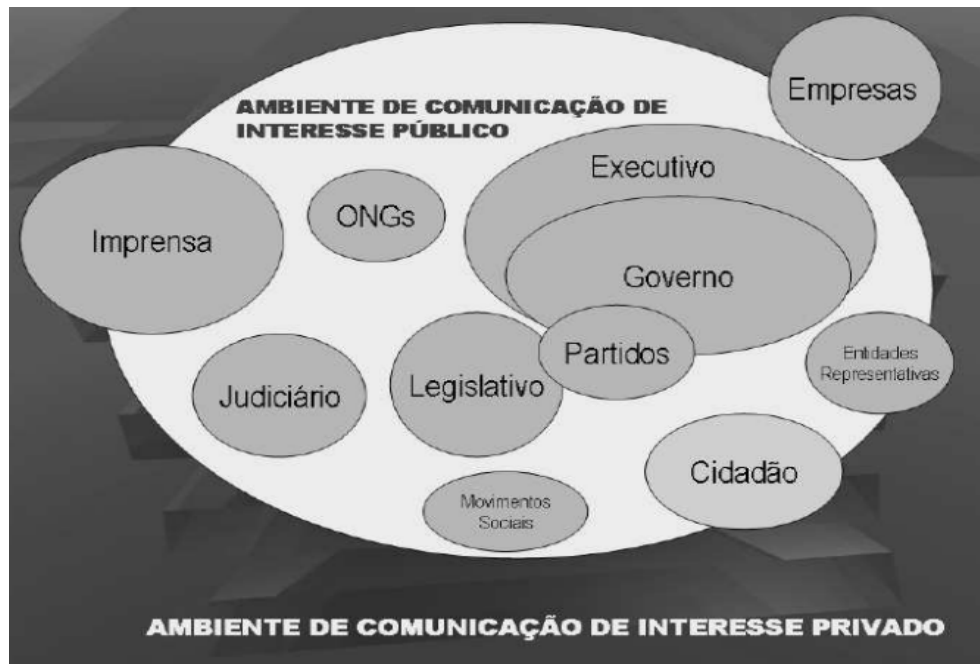 Empresas
AMBIENTE DE COMUNICAÇÃO DE
INTERESSE PÚBLICO
Executivo
ONGs
Imprensa
Governo
Partidos
Entidades
Representativas
Legislativo
Judiciário
Cidadão
Movimentos
Sociais
AMBIENTE DE COMUNICAÇÃO DE INTERESSE PRIVADO